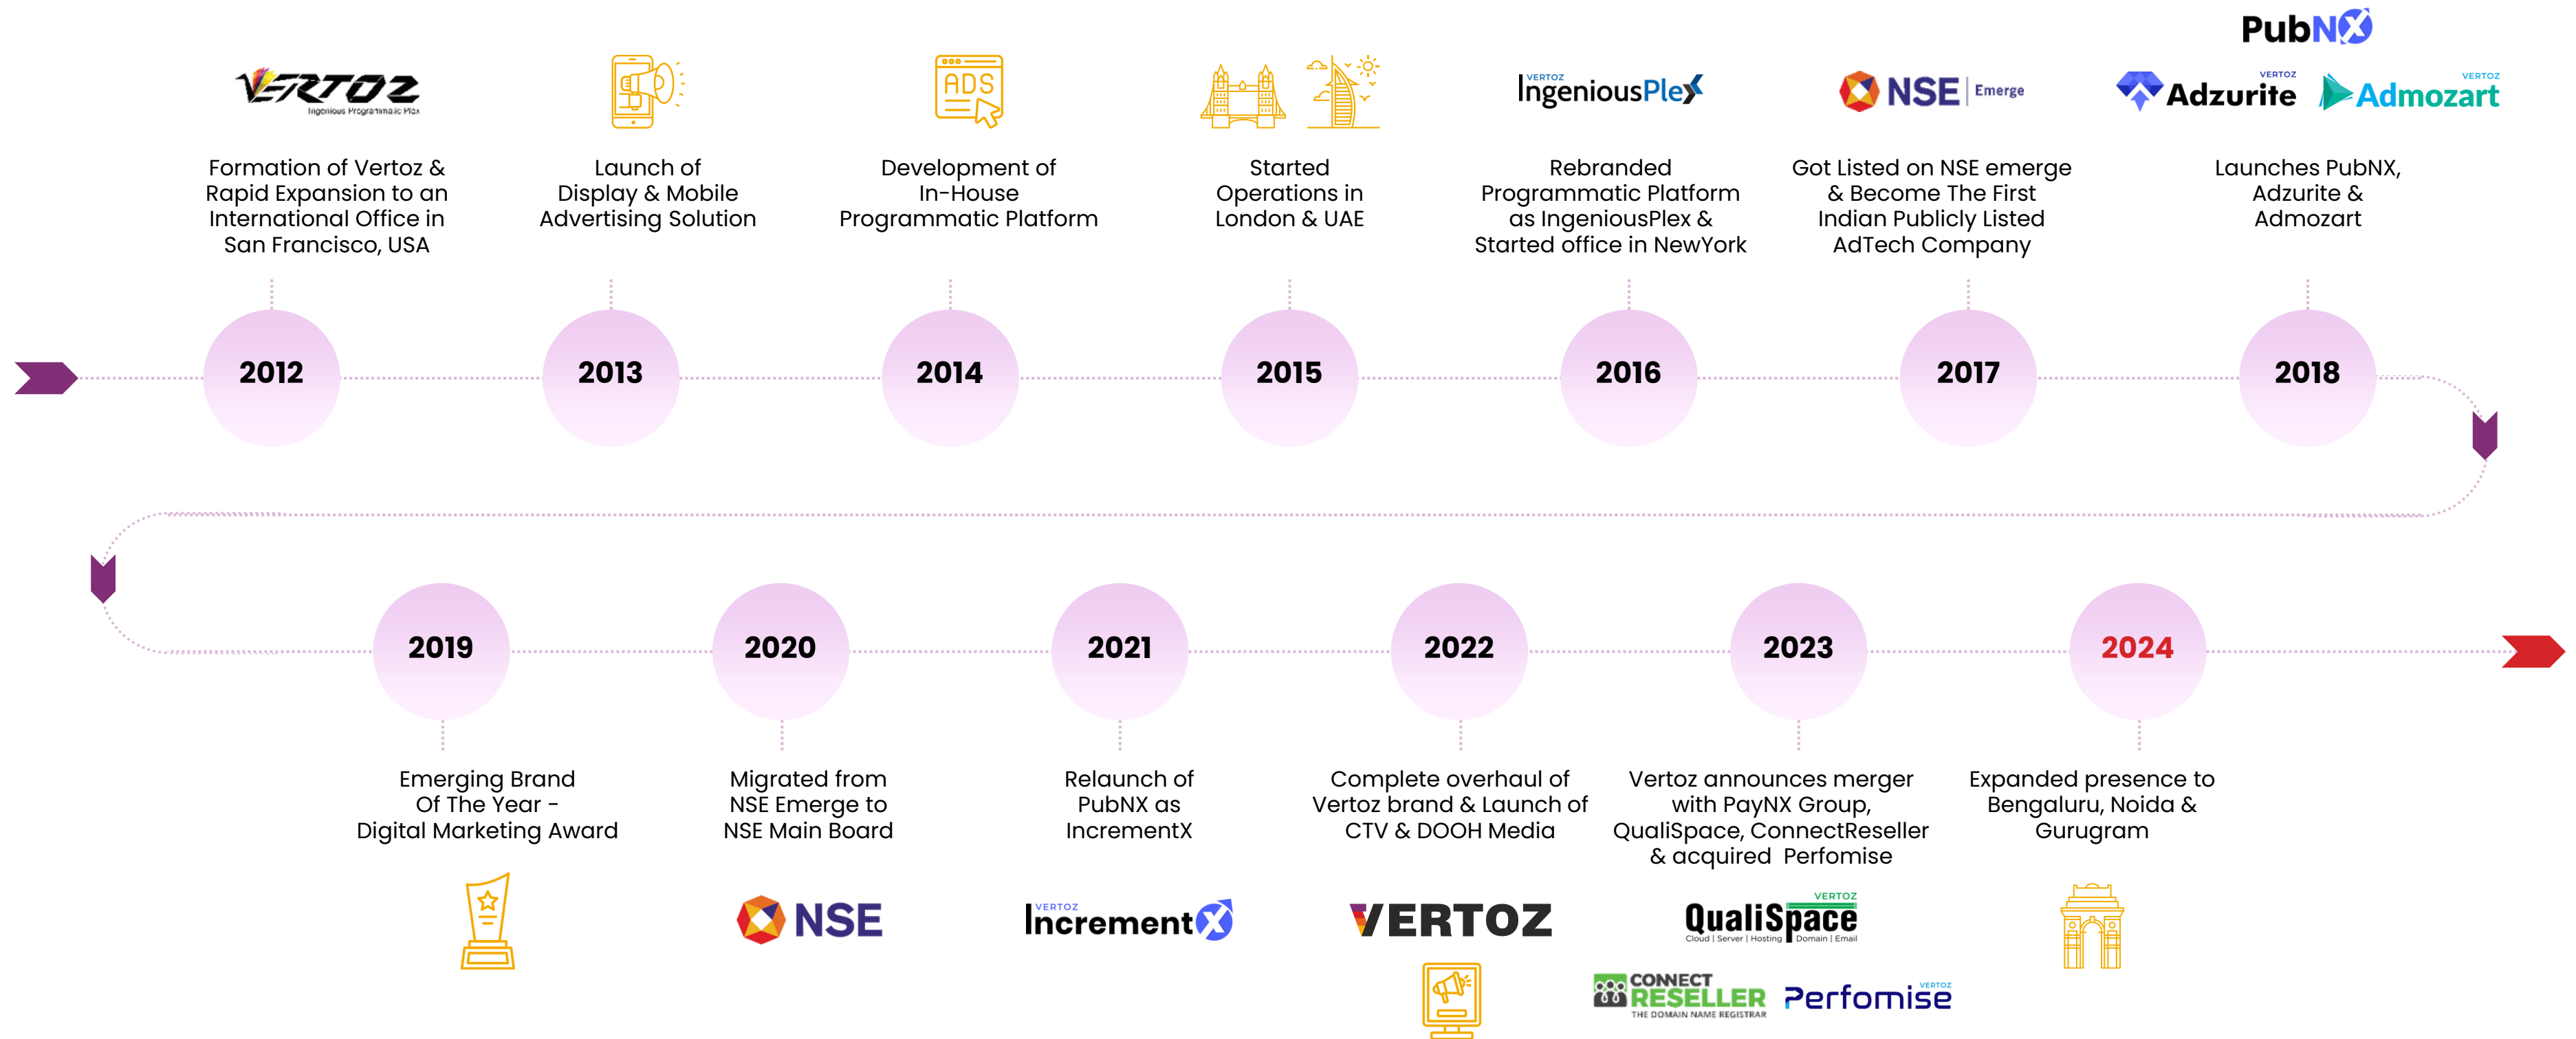 VERTOZ
Ingenious Programmatic Plex
Formation of Vertoz &
Rapid Expansion to an
International Office in
San Francisco, USA
2012
Launch of
Display & Mobile
Advertising Solution
2013
ADS
Development of
In-House
Programmatic Platform
2014
Started
Operations in
London & UAE
2015
VERTOZ
IngeniousPlex
Rebranded
Programmatic Platform
as IngeniousPlex &
Started office in NewYork
2016
NSE Emerge
Got Listed on NSE emerge
& Become The First
Indian Publicly Listed
AdTech Company
2017
PubNX
VERTOZ
Adzurite
VERTOZ
Admozart
Launches PubNX,
Adzurite &
Admozart
2018
2019
Emerging Brand
Of The Year -
Digital Marketing Award
2020
Migrated from
NSE Emerge to
NSE Main Board
NSE
2021
Relaunch of
PubNX as
IncrementX
VERTOZ
IncrementX
2022
Complete overhaul of
Vertoz brand & Launch of
CTV & DOOH Media
VERTOZ
2023
Vertoz announces merger
with PayNX Group,
QualiSpace, ConnectReseller
& acquired Perfomise
VERTOZ
QualiSpace
Cloud | Server | Hosting | Domain | Email
CONNECT
RESELLER
THE DOMAIN NAME REGISTRAR
VERTOZ
Perfomise
2024
Expanded presence to
Bengaluru, Noida &
Gurugram